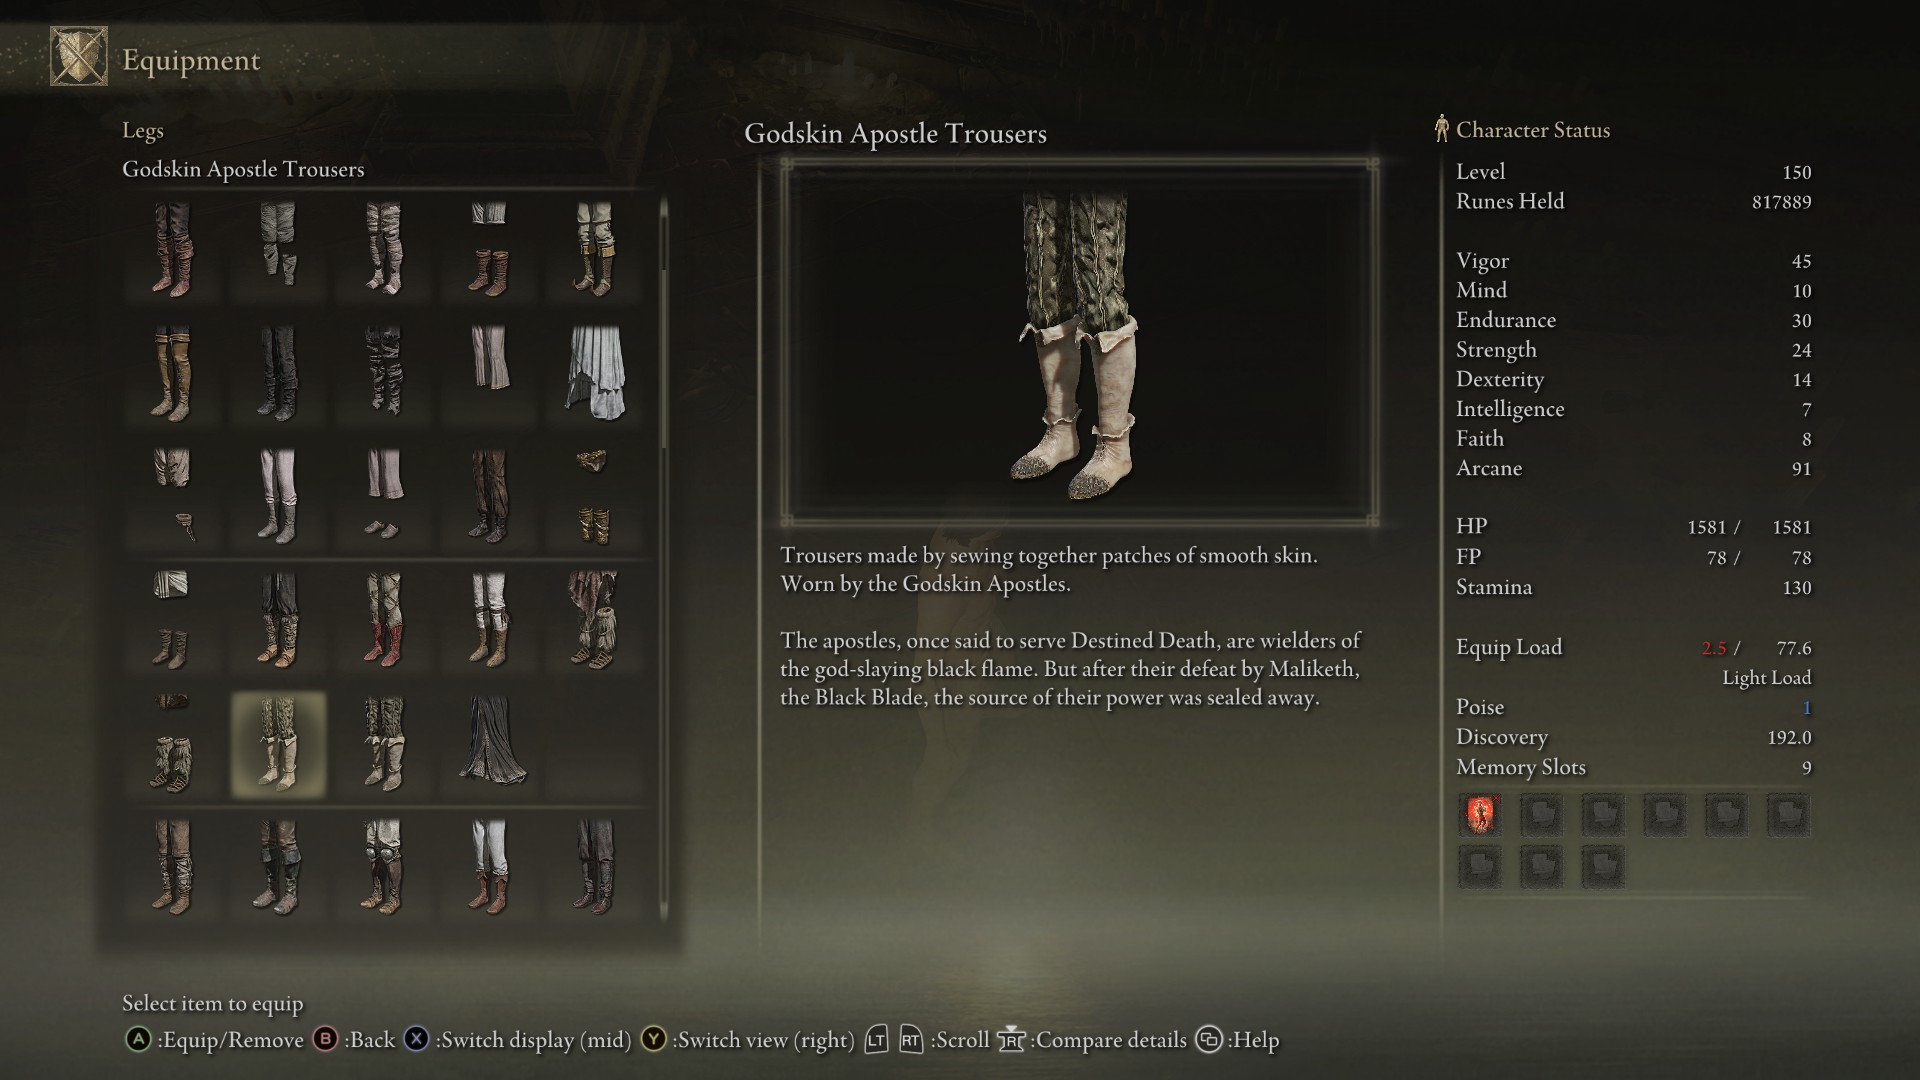 Equipment
Legs
Godskin Apostle Trousers
Godskin Apostle Trousers
Trousers made by sewing together patches of smooth skin.
Worn by the Godskin Apostles.
The apostles, once said to serve Destined Death, are wielders of
the god-slaying black flame. But after their defeat by Maliketh,
the Black Blade, the source of their power was sealed away.
Character Status
Level 150
Runes Held 817889
Vigor 45
Mind 10
Endurance 30
Strength 24
Dexterity 14
Intelligence 7
Faith 8
Arcane 91
HP 1581 / 1581
FP 78 / 78
Stamina 130
Equip Load 2.5 / 77.6
Light Load
Poise 1
Discovery 192.0
Memory Slots 9
Select item to equip
A :Equip/Remove B :Back X :Switch display (mid) Y :Switch view (right) LT RT :Scroll R :Compare details :Help